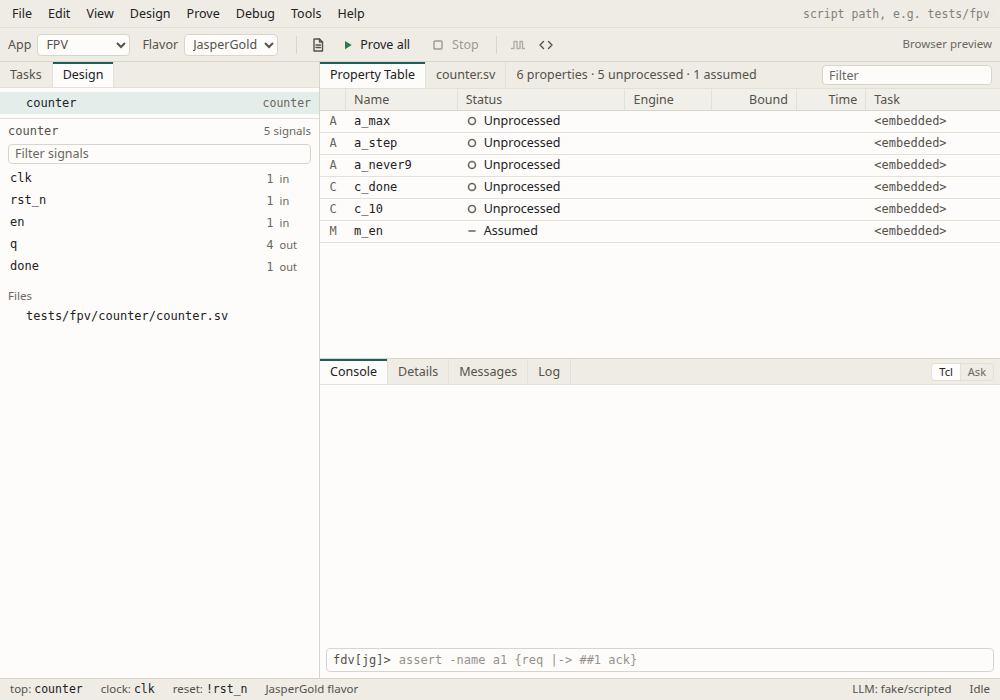 File Edit View Design Prove Debug Tools Help script path, e.g. tests/fpv
App FPV Flavor JasperGold Prove all Stop Browser preview
Tasks Design
counter counter
counter 5 signals
Filter signals
clk 1 in
rst_n 1 in
en 1 in
q 4 out
done 1 out
Files
tests/fpv/counter/counter.sv
Property Table counter.sv 6 properties · 5 unprocessed · 1 assumed Filter
Name Status Engine Bound Time Task
A a_max Unprocessed <embedded>
A a_step Unprocessed <embedded>
A a_never9 Unprocessed <embedded>
C c_done Unprocessed <embedded>
C c_10 Unprocessed <embedded>
M m_en Assumed <embedded>
Console Details Messages Log Tcl Ask
fdv[jg]> assert -name a1 {req |-> ##1 ack}
top: counter clock: clk reset: !rst_n JasperGold flavor LLM: fake/scripted Idle